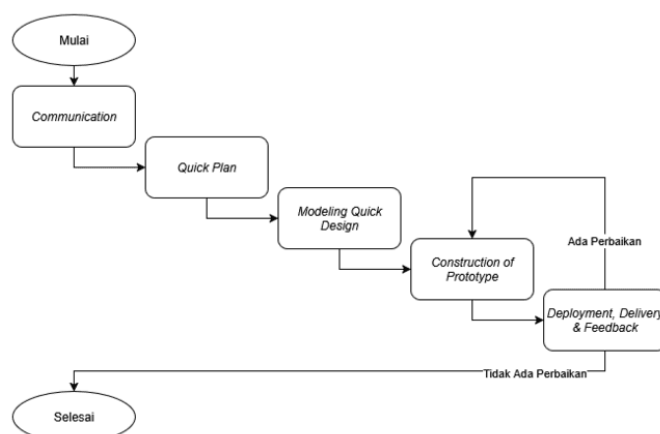 Mulai
Communication
Quick Plan
Modeling Quick
Design
Construction of
Prototype
Ada Perbaikan
Deployment, Delivery
& Feedback
Tidak Ada Perbaikan
Selesai